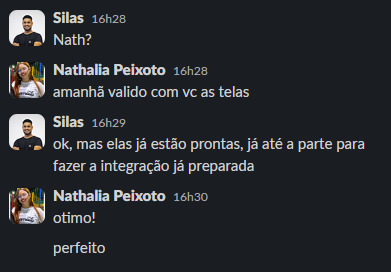 Silas 16h28
Nath?
Nathalia Peixoto 16h28
amanhã valido com vc as telas
Silas 16h29
ok, mas elas já estão prontas, já até a parte para
fazer a integração já preparada
Nathalia Peixoto 16h30
otimo!
perfeito